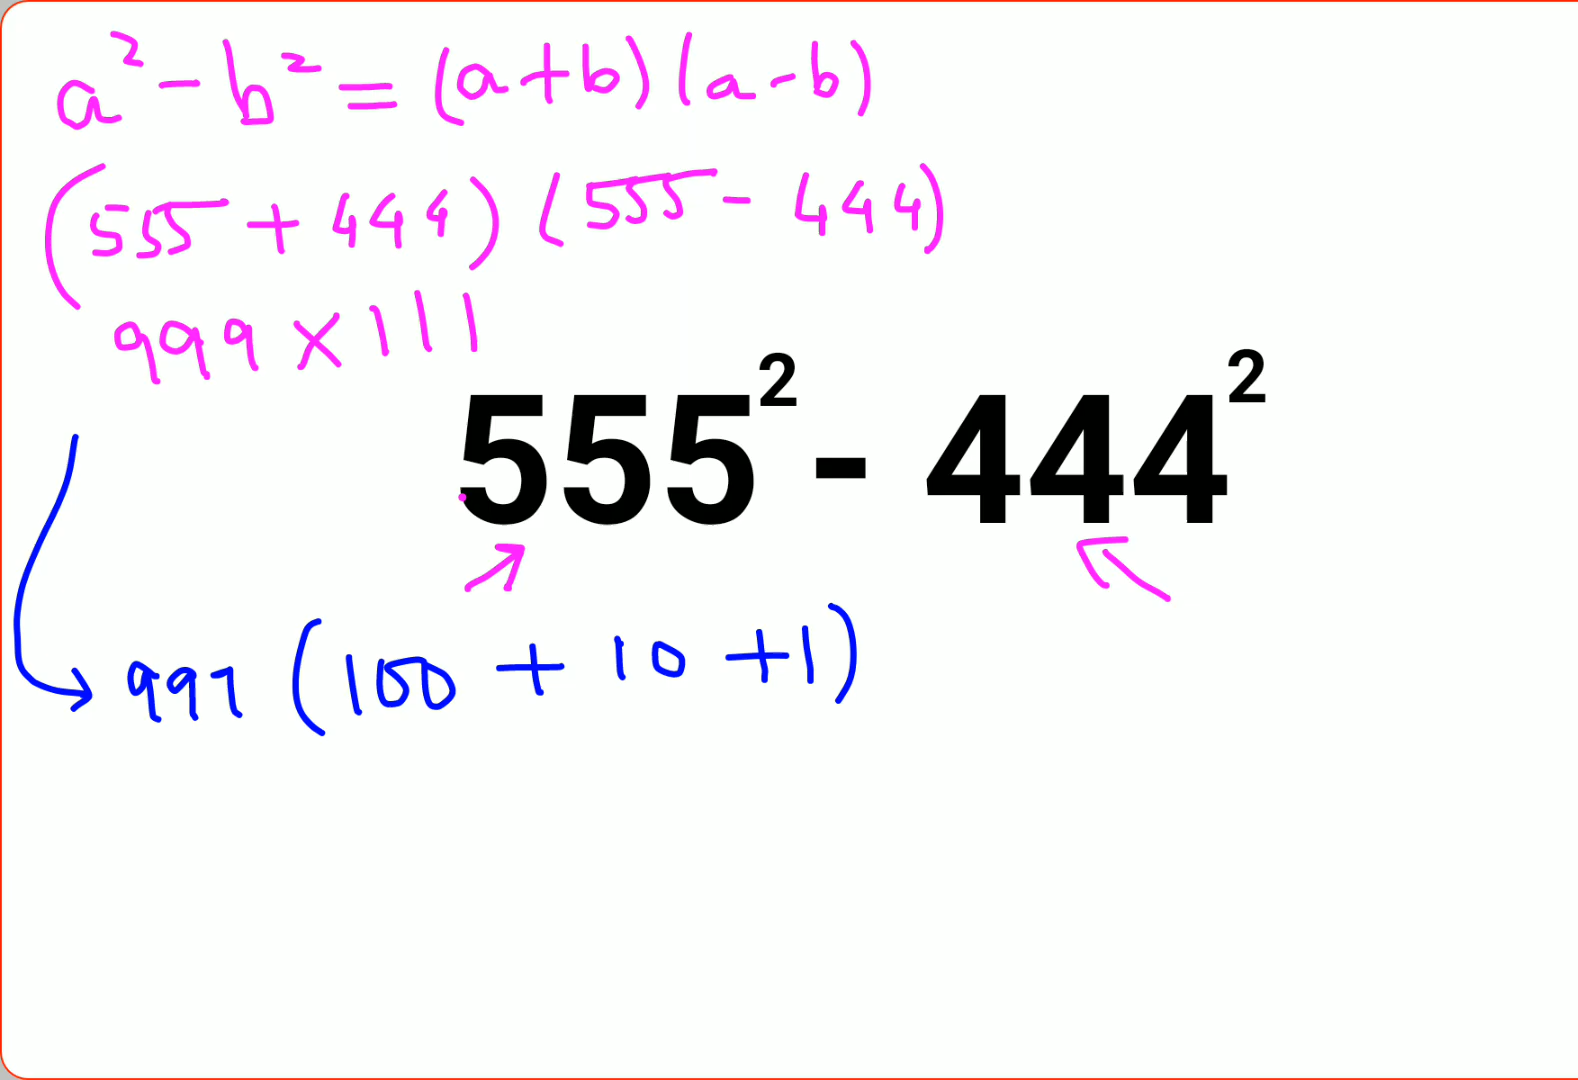 a² - b² = (a+b)(a-b)
(555 + 444)(555 - 444)
999 × 111
555² - 444²
999 (100 + 10 + 1)